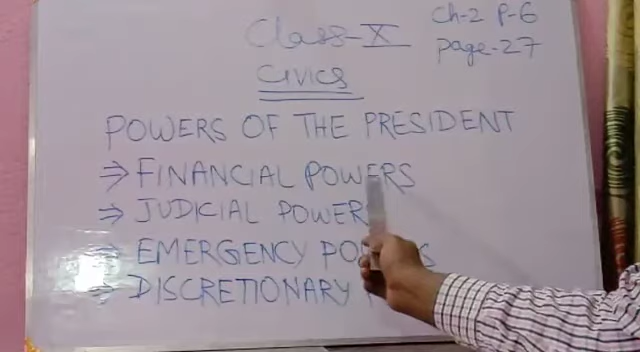 Class-X
Ch-2 P-6
Page-27
Civics
POWERS OF THE PRESIDENT
⇒ FINANCIAL POWERS
⇒ JUDICIAL POWER
⇒ EMERGENCY
⇒ DISCRETIONARY